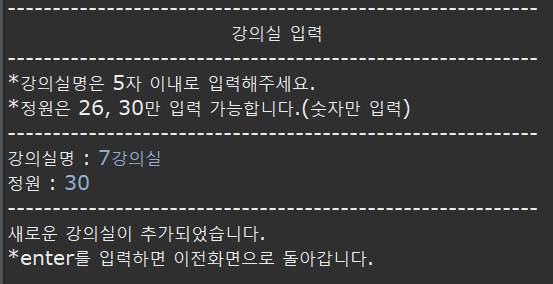 ------------------------------------------------------------
강의실 입력
------------------------------------------------------------
*강의실명은 5자 이내로 입력해주세요.
*정원은 26, 30만 입력 가능합니다.(숫자만 입력)
------------------------------------------------------------
강의실명 : 7강의실
정원 : 30
------------------------------------------------------------
새로운 강의실이 추가되었습니다.
*enter를 입력하면 이전화면으로 돌아갑니다.